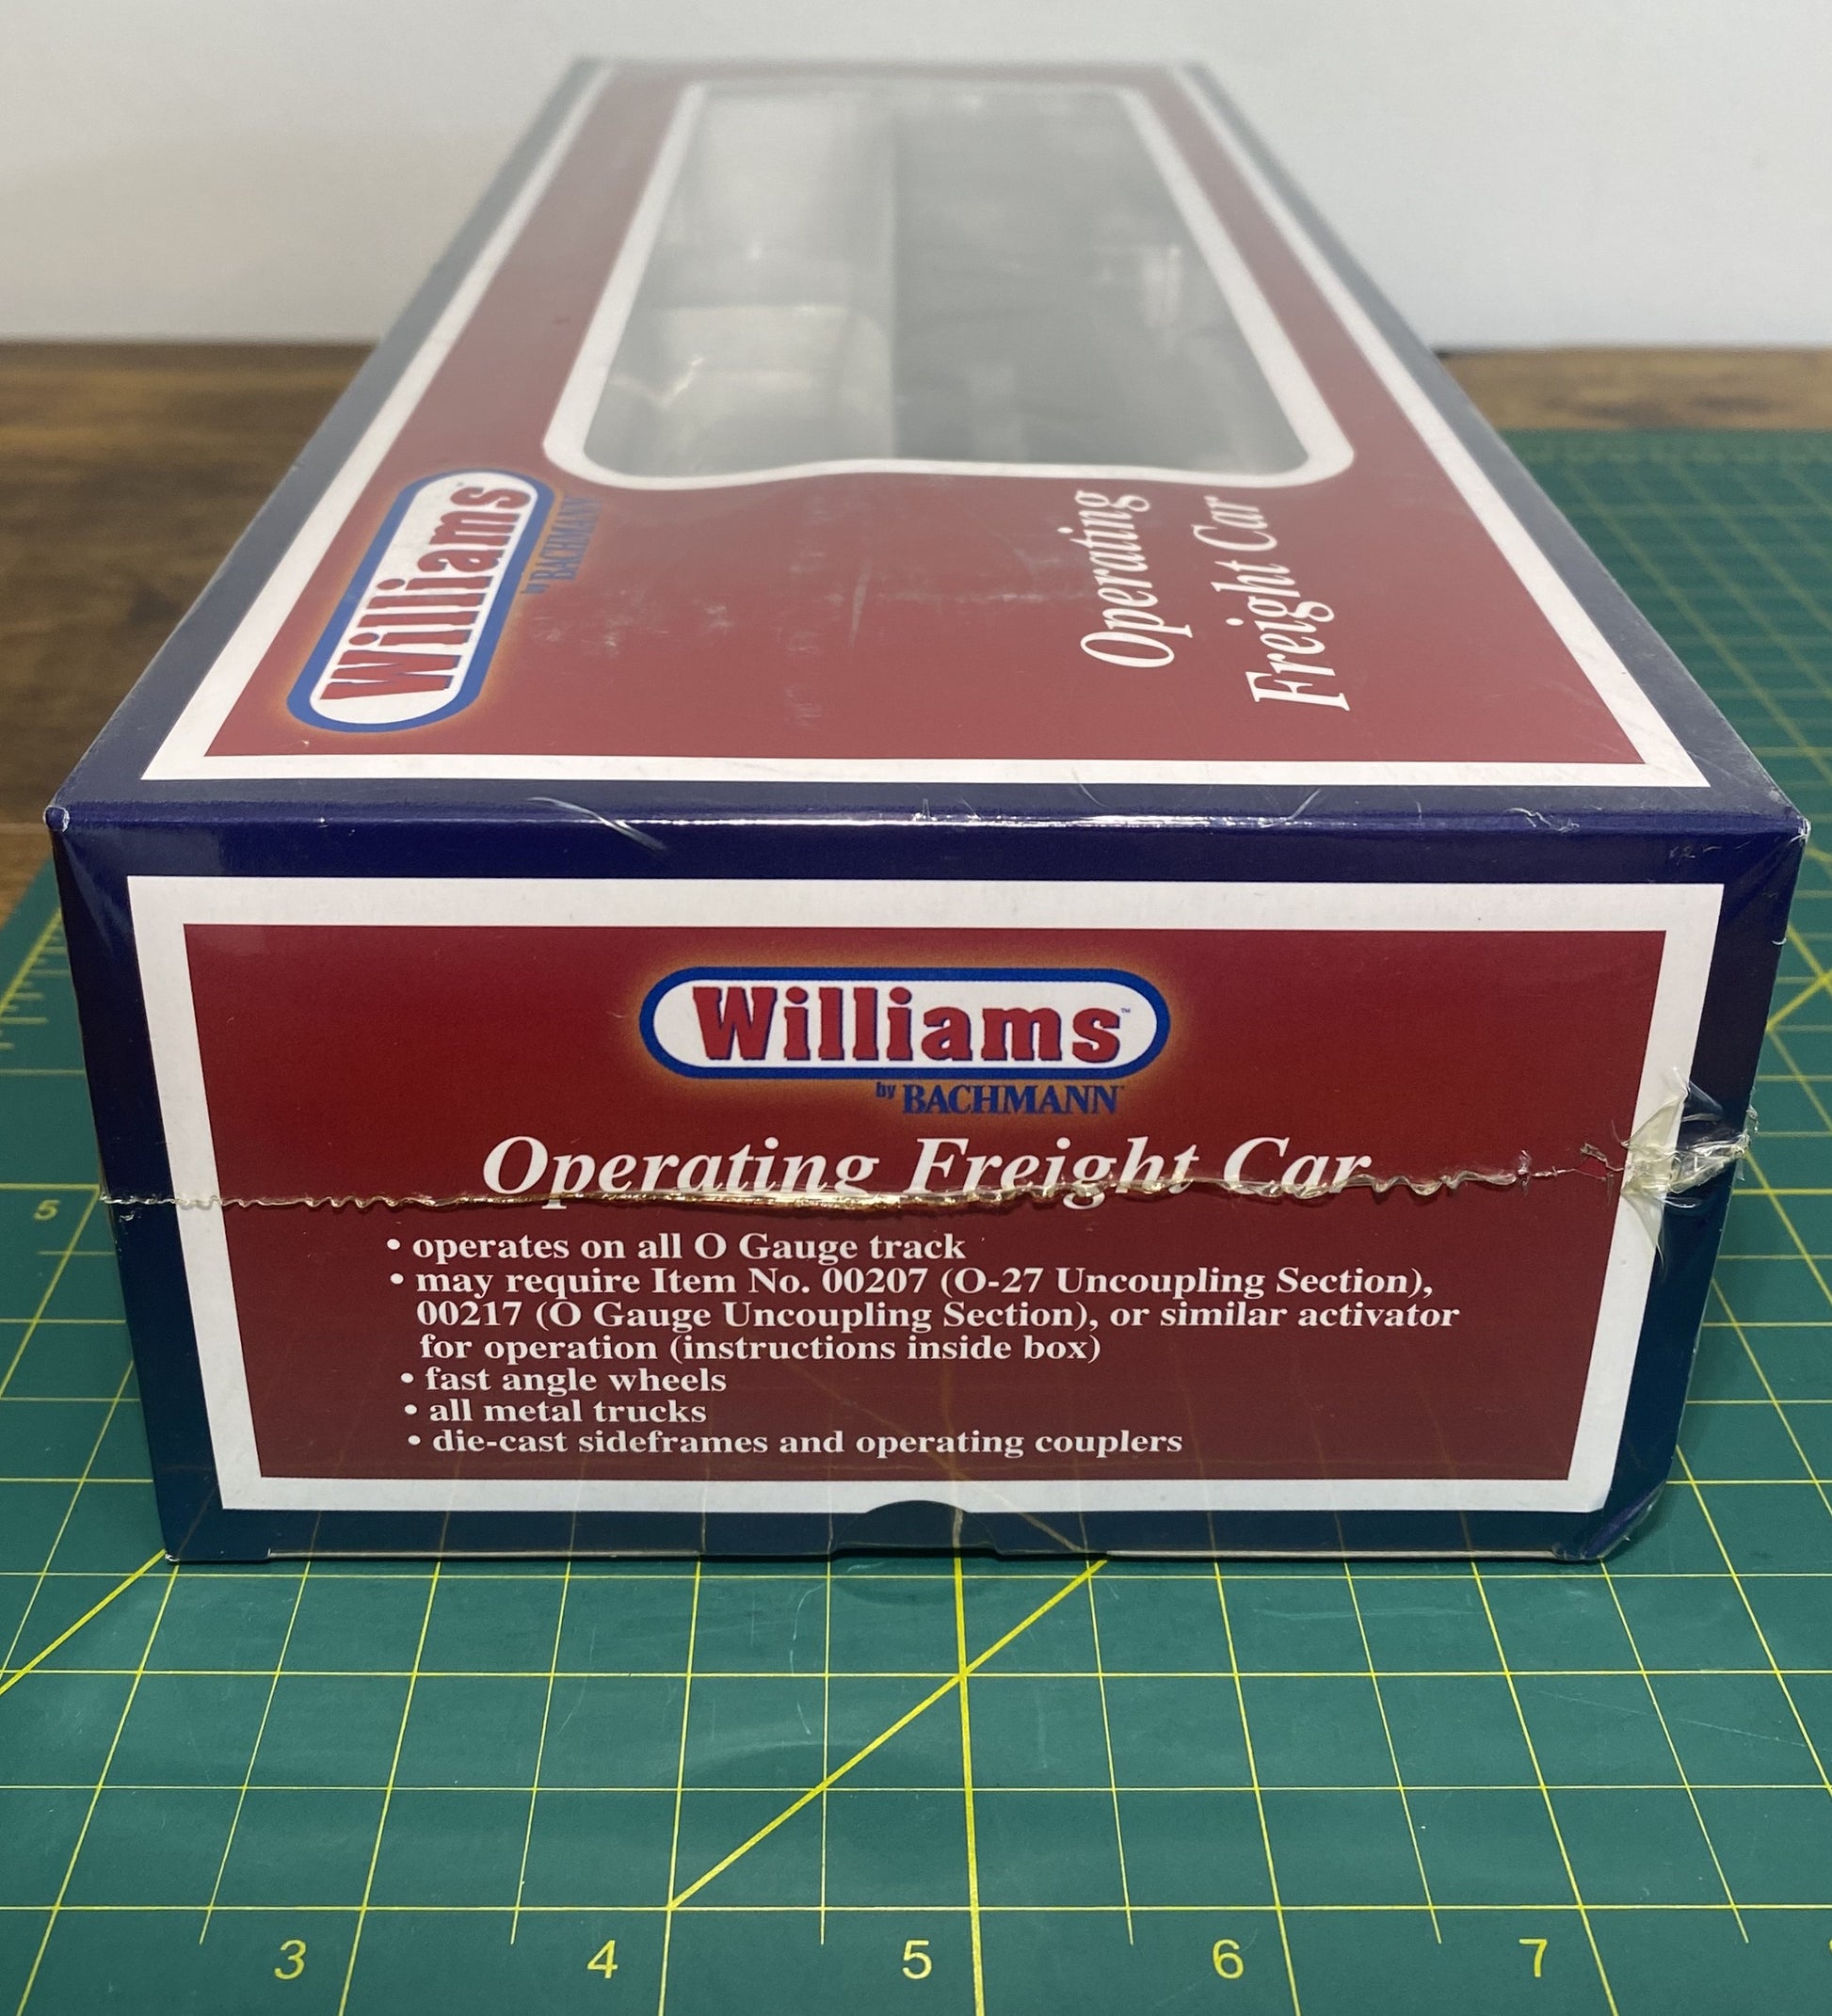 Williams™
by BACHMANN
Operating
Freight Car
Williams™
by BACHMANN
Operating Freight Car
• operates on all O Gauge track
• may require Item No. 00207 (O-27 Uncoupling Section),
00217 (O Gauge Uncoupling Section), or similar activator
for operation (instructions inside box)
• fast angle wheels
• all metal trucks
• die-cast sideframes and operating couplers
5
3 4 5 6 7